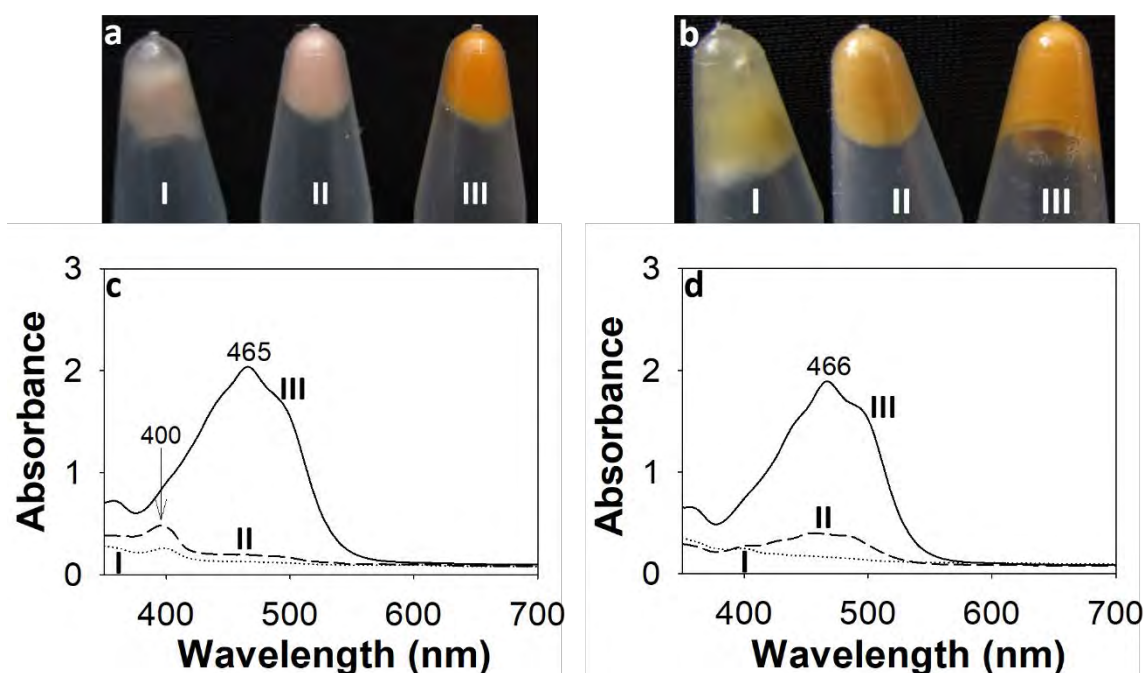 a
I
II
III
b
I
II
III
c
3
2
1
0
Absorbance
465
400
III
II
I
400
500
600
700
Wavelength (nm)
d
3
2
1
0
Absorbance
466
III
II
I
400
500
600
700
Wavelength (nm)